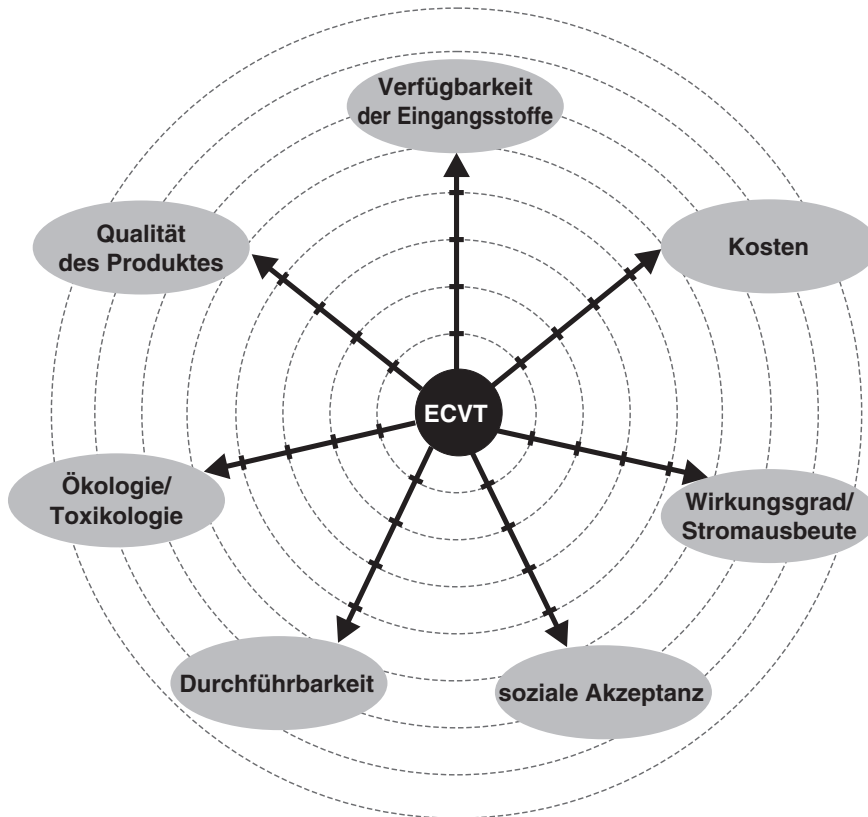 Verfügbarkeit
der Eingangsstoffe
Qualität
des Produktes
Kosten
ECVT
Ökologie/
Toxikologie
Wirkungsgrad/
Stromausbeute
Durchführbarkeit
soziale Akzeptanz